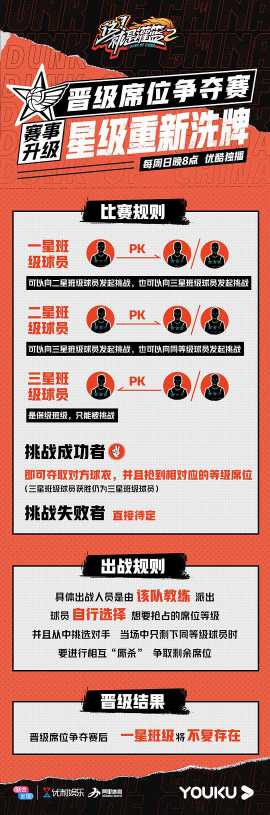 这!就是灌篮2
赛事升级
晋级席位争夺赛
星级重新洗牌
每周日晚8点 优酷独播
比赛规则
一星班级球员
PK
可以向二星班级球员发起挑战，也可以向三星班级球员发起挑战
二星班级球员
PK
可以向三星班级球员发起挑战，也可以向同等级球员发起挑战
三星班级球员
PK
是保级班级，只能被挑战
挑战成功者
即可夺取对方球衣，并且抢到相对应的等级席位
(三星班级球员获胜仍为三星班级球员)
挑战失败者 直接待定
出战规则
具体出战人员是由 该队教练 派出
球员 自行选择 想要抢占的席位等级
并且从中挑选对手 当场中只剩下同等级球员时
要进行相互“厮杀” 争取剩余席位
晋级结果
晋级席位争夺赛后 一星班级将 不复存在
优制娱乐 阿里体育 YOUKU